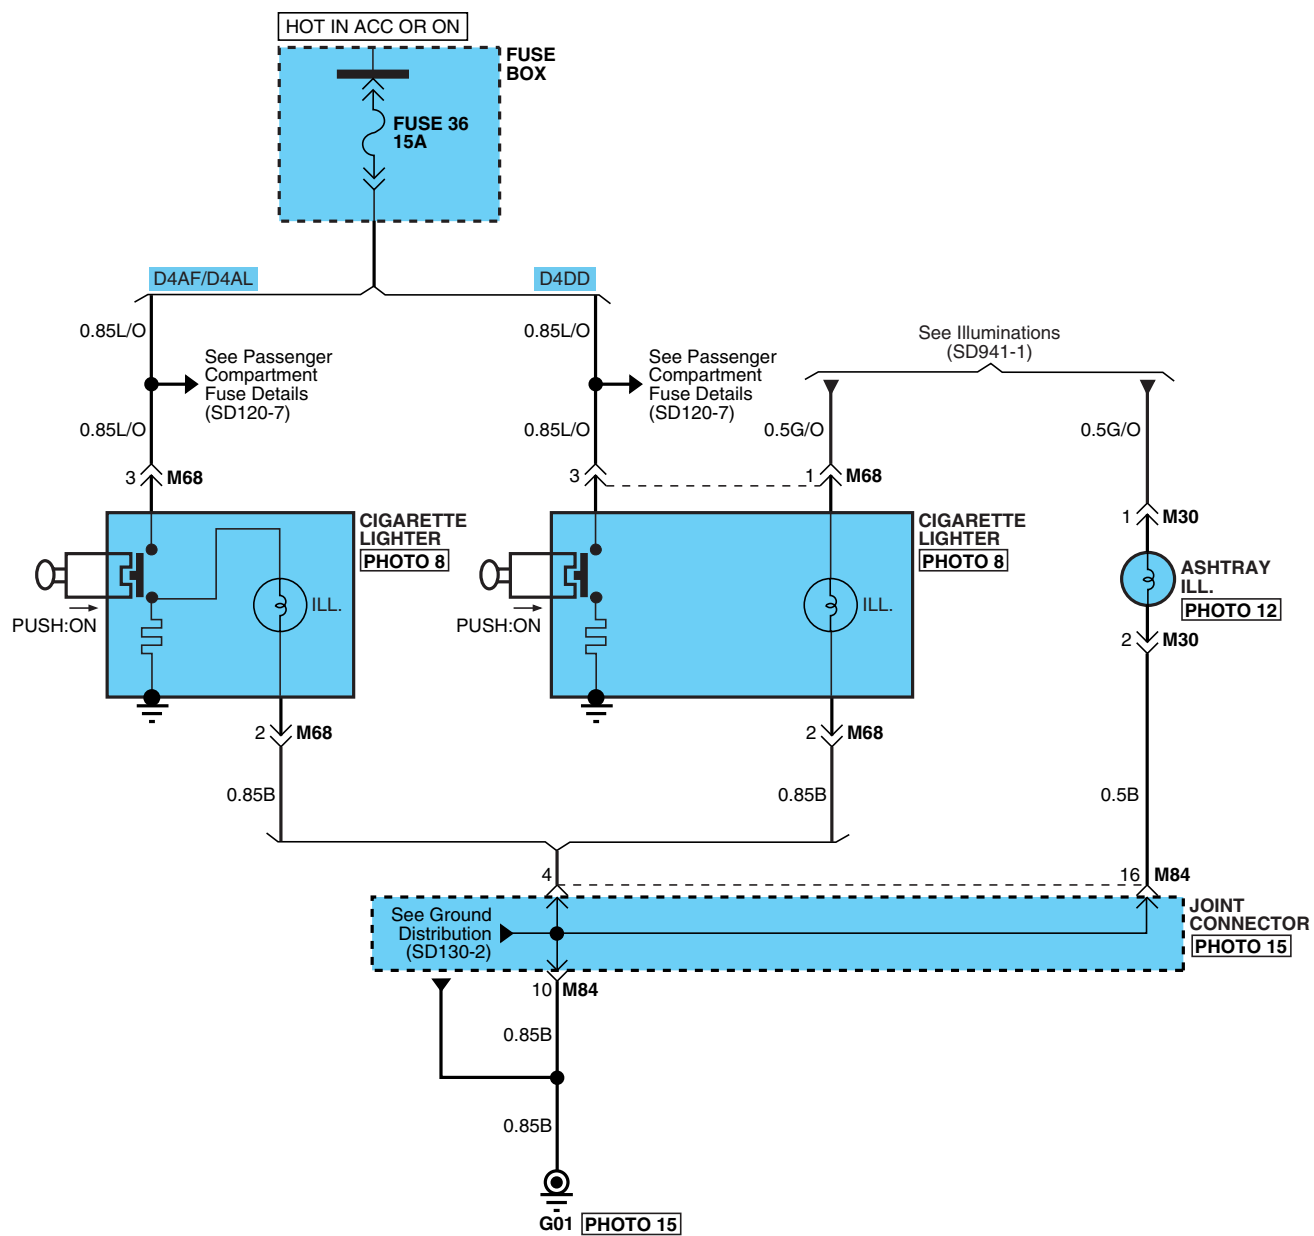 HOT IN ACC OR ON
FUSE
BOX
FUSE 36
15A
D4AF/D4AL
D4DD
0.85L/O
0.85L/O
See Passenger
Compartment
Fuse Details
(SD120-7)
See Passenger
Compartment
Fuse Details
(SD120-7)
See Illuminations
(SD941-1)
0.85L/O
0.85L/O
0.5G/O
0.5G/O
3 M68
3
1 M68
1 M30
CIGARETTE
LIGHTER
PHOTO 8
CIGARETTE
LIGHTER
PHOTO 8
ASHTRAY
ILL.
PHOTO 12
ILL.
ILL.
PUSH:ON
PUSH:ON
2 M30
2 M68
2 M68
0.85B
0.85B
0.5B
4
16 M84
See Ground
Distribution
(SD130-2)
JOINT
CONNECTOR
PHOTO 15
10 M84
0.85B
0.85B
G01 PHOTO 15